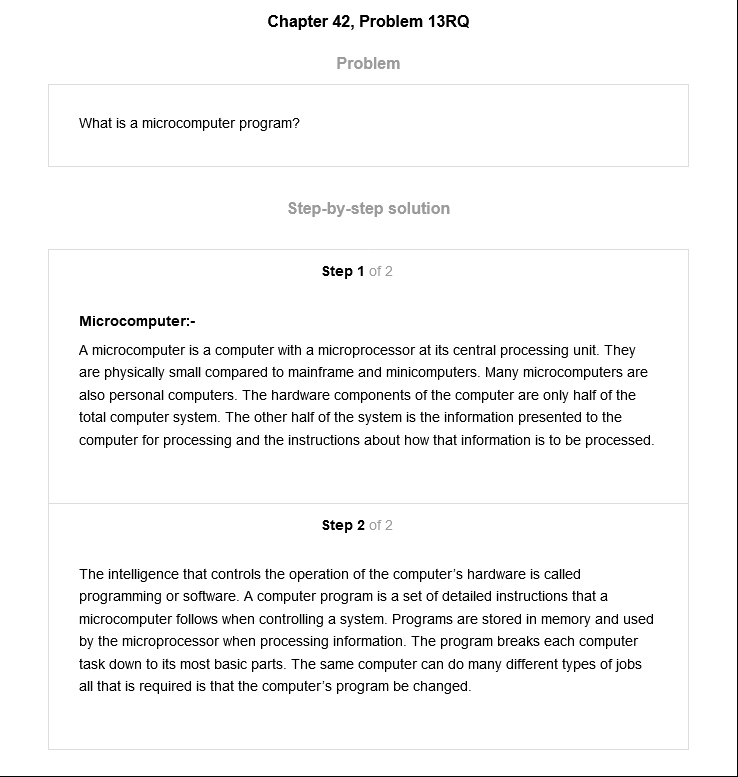 Chapter 42, Problem 13RQ
Problem
What is a microcomputer program?
Step-by-step solution
Step 1 of 2
Microcomputer:-
A microcomputer is a computer with a microprocessor at its central processing unit. They
are physically small compared to mainframe and minicomputers. Many microcomputers are
also personal computers. The hardware components of the computer are only half of the
total computer system. The other half of the system is the information presented to the
computer for processing and the instructions about how that information is to be processed.
Step 2 of 2
The intelligence that controls the operation of the computer’s hardware is called
programming or software. A computer program is a set of detailed instructions that a
microcomputer follows when controlling a system. Programs are stored in memory and used
by the microprocessor when processing information. The program breaks each computer
task down to its most basic parts. The same computer can do many different types of jobs
all that is required is that the computer’s program be changed.